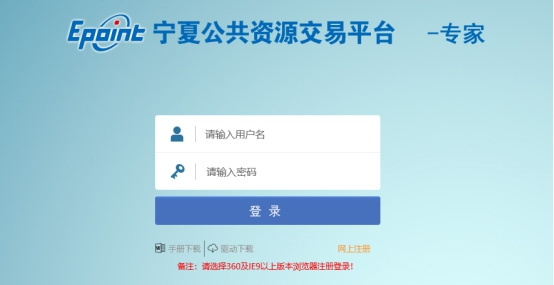 Epoint 宁夏公共资源交易平台 -专家
请输入用户名
请输入密码
登 录
手册下载 驱动下载 网上注册
备注：请选择360及IE9以上版本浏览器注册登录！